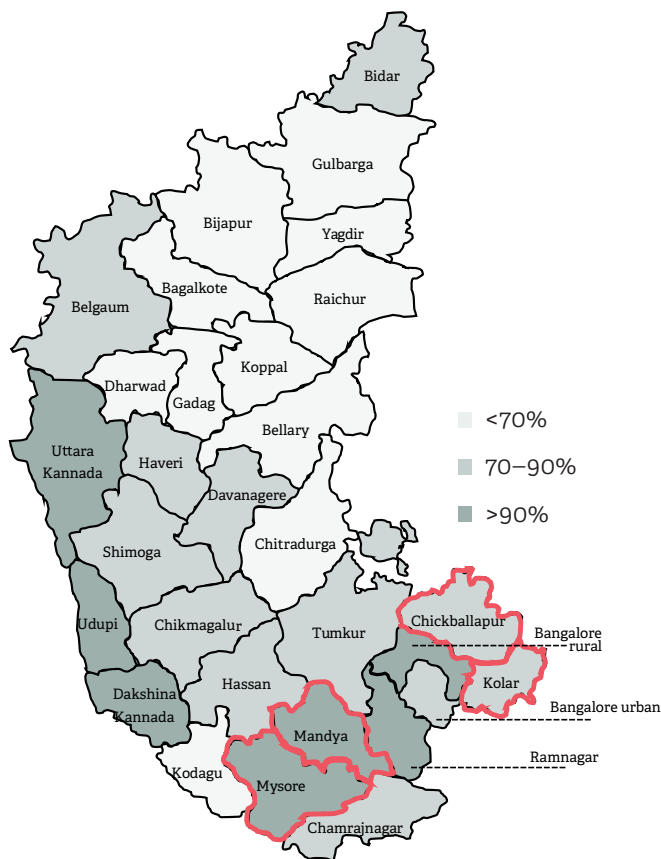 Bidar
Gulbarga
Bijapur
Yagdir
Bagalkote
Raichur
Belgaum
Koppal
Dharwad
Gadag
<70%
Bellary
Uttara
Kannada
Haveri
70–90%
Davanagere
>90%
Chitradurga
Shimoga
Chickballapur
Udupi
Chikmagalur
Tumkur
Bangalore
rural
Hassan
Kolar
Dakshina
Kannada
Bangalore urban
Mandya
Ramnagar
Kodagu
Mysore
Chamrajnagar